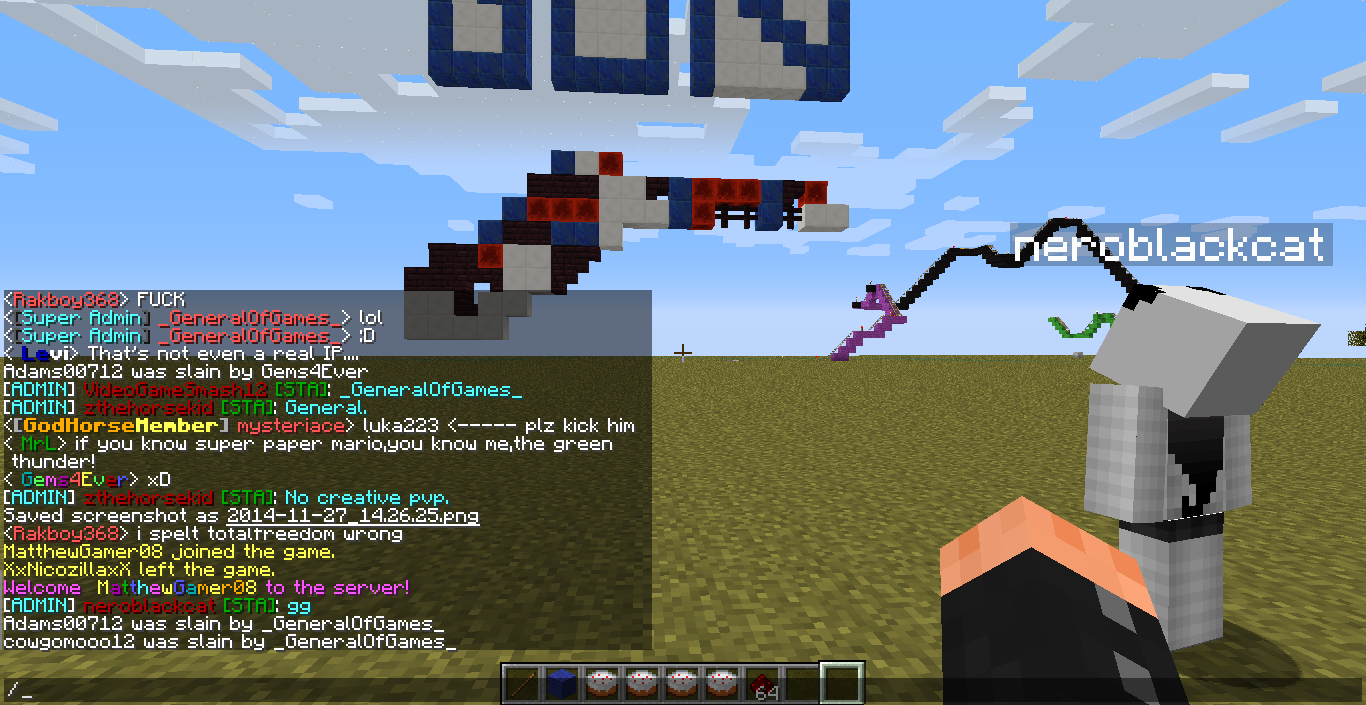 GUN
neroblackcat
<Rakboy368> FUCK
<[Super Admin] _GeneralOfGames_> lol
<[Super Admin] _GeneralOfGames_> :D
< Levi> That's not even a real IP....
Adams00712 was slain by Gems4Ever
[ADMIN] VideoGameSmash12 [STA]: _GeneralOfGames_
[ADMIN] zthehorsekid [STA]: General.
<[GodHorseMember] mysteriace> luka223 <----- plz kick him
< MrL> if you know super paper mario,you know me,the green
thunder!
< Gems4Ever> xD
[ADMIN] zthehorsekid [STA]: No creative pvp.
Saved screenshot as 2014-11-27_14.26.25.png
<Rakboy368> i spelt totaltreedom wrong
MatthewGamer08 joined the game.
XxNicozillaxX left the game.
Welcome MatthewGamer08 to the server!
[ADMIN] neroblackcat [STA]: gg
Adams00712 was slain by _GeneralOfGames_
cowgomooo12 was slain by _GeneralOfGames_
/_
64